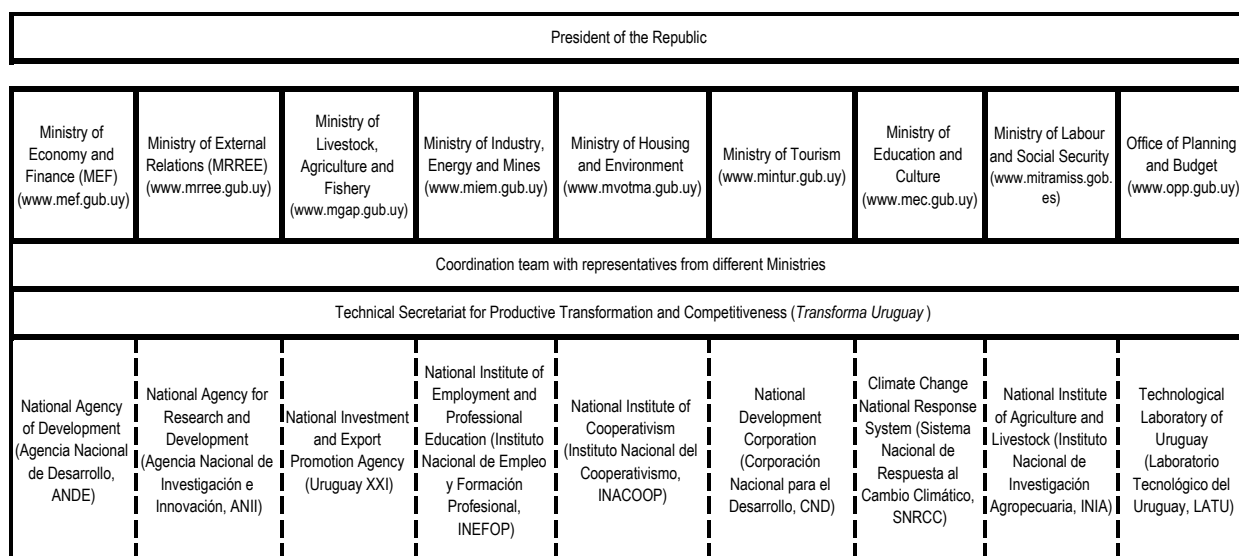 President of the Republic
Ministry of
Economy and
Finance (MEF)
(www.mef.gub.uy)
Ministry of External
Relations (MRREE)
(www.mrree.gub.uy)
Ministry of
Livestock,
Agriculture and
Fishery
(www.mgap.gub.uy)
Ministry of Industry,
Energy and Mines
(www.miem.gub.uy)
Ministry of Housing
and Environment
(www.mvotma.gub.uy)
Ministry of Tourism
(www.mintur.gub.uy)
Ministry of
Education and
Culture
(www.mec.gub.uy)
Ministry of Labour
and Social Security
(www.mitramiss.gob.
es)
Office of Planning
and Budget
(www.opp.gub.uy)
Coordination team with representatives from different Ministries
Technical Secretariat for Productive Transformation and Competitiveness (Transforma Uruguay )
National Agency
of Development
(Agencia Nacional
de Desarrollo,
ANDE)
National Agency for
Research and
Development
(Agencia Nacional de
Investigación e
Innovación, ANII)
National Investment
and Export
Promotion Agency
(Uruguay XXI)
National Institute of
Employment and
Professional
Education (Instituto
Nacional de Empleo
y Formación
Profesional,
INEFOP)
National Institute of
Cooperativism
(Instituto Nacional del
Cooperativismo,
INACOOP)
National
Development
Corporation
(Corporación
Nacional para el
Desarrollo, CND)
Climate Change
National Response
System (Sistema
Nacional de
Respuesta al
Cambio Climático,
SNRCC)
National Institute
of Agriculture and
Livestock (Instituto
Nacional de
Investigación
Agropecuaria, INIA)
Technological
Laboratory of
Uruguay
(Laboratorio
Tecnológico del
Uruguay, LATU)